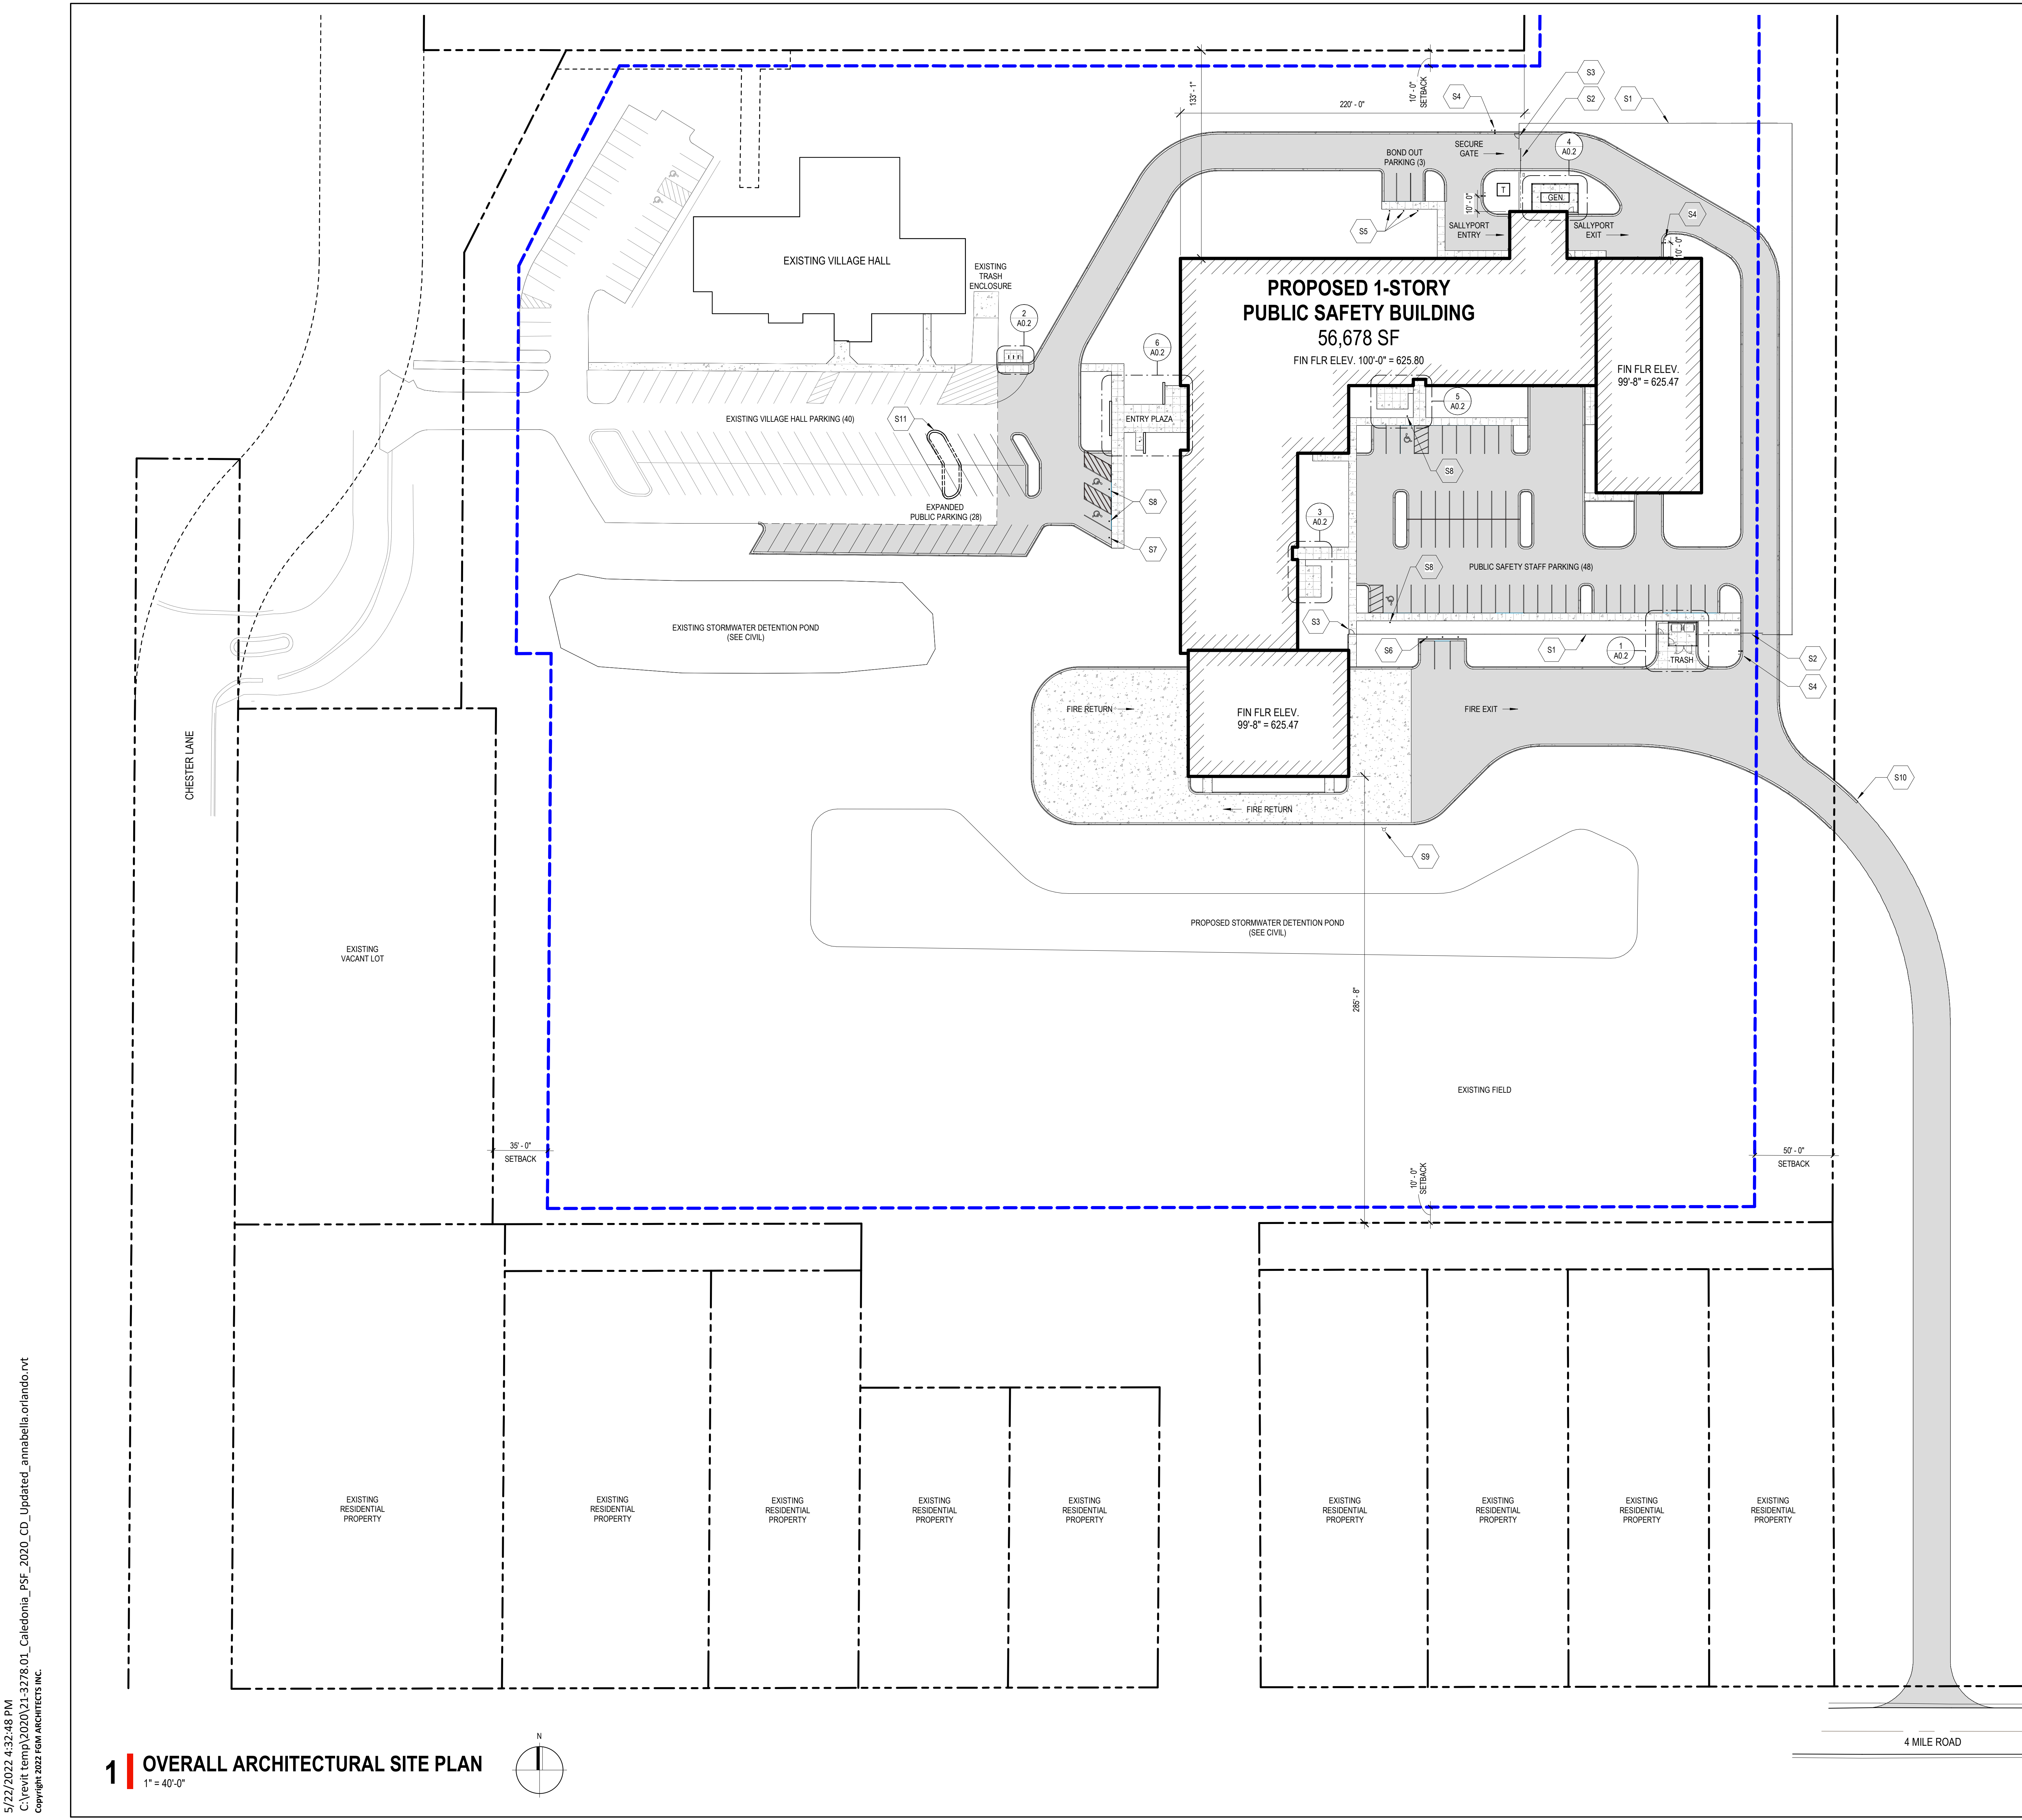 133' - 1"
220' - 0"
10' - 0"
SETBACK
S4
S3
S2
S1
BOND OUT
PARKING (3)
SECURE
GATE
4
A0.2
T
GEN.
10' - 0"
S5
SALLYPORT
ENTRY
SALLYPORT
EXIT
S4
10' - 0"
EXISTING VILLAGE HALL
EXISTING
TRASH
ENCLOSURE
2
A0.2
6
A0.2
PROPOSED 1-STORY
PUBLIC SAFETY BUILDING
56,678 SF
FIN FLR ELEV. 100'-0" = 625.80
FIN FLR ELEV.
99'-8" = 625.47
5
A0.2
EXISTING VILLAGE HALL PARKING (40)
S11
ENTRY PLAZA
S8
EXPANDED
PUBLIC PARKING (28)
S8
S7
3
A0.2
S8
PUBLIC SAFETY STAFF PARKING (48)
EXISTING STORMWATER DETENTION POND
(SEE CIVIL)
S3
S6
S1
1
A0.2
TRASH
S2
S4
FIRE RETURN
FIN FLR ELEV.
99'-8" = 625.47
FIRE EXIT
CHESTER LANE
S10
FIRE RETURN
S9
PROPOSED STORMWATER DETENTION POND
(SEE CIVIL)
EXISTING
VACANT LOT
285' - 8"
EXISTING FIELD
35' - 0"
SETBACK
10' - 0"
SETBACK
50' - 0"
SETBACK
EXISTING
RESIDENTIAL
PROPERTY
EXISTING
RESIDENTIAL
PROPERTY
EXISTING
RESIDENTIAL
PROPERTY
EXISTING
RESIDENTIAL
PROPERTY
EXISTING
RESIDENTIAL
PROPERTY
EXISTING
RESIDENTIAL
PROPERTY
EXISTING
RESIDENTIAL
PROPERTY
EXISTING
RESIDENTIAL
PROPERTY
EXISTING
RESIDENTIAL
PROPERTY
4 MILE ROAD
N
1
OVERALL ARCHITECTURAL SITE PLAN
1" = 40'-0"
5/22/2022 4:32:48 PM
C:\revit temp\2020\21-3278.01_Caledonia_PSF_2020_CD_Updated_annabella.orlando.rvt
Copyright 2022 FGM ARCHITECTS INC.